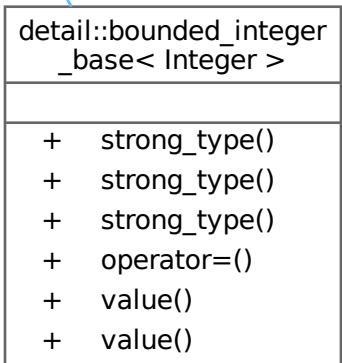 detail::bounded_integer
_base< Integer >
+ strong_type()
+ strong_type()
+ strong_type()
+ operator=()
+ value()
+ value()